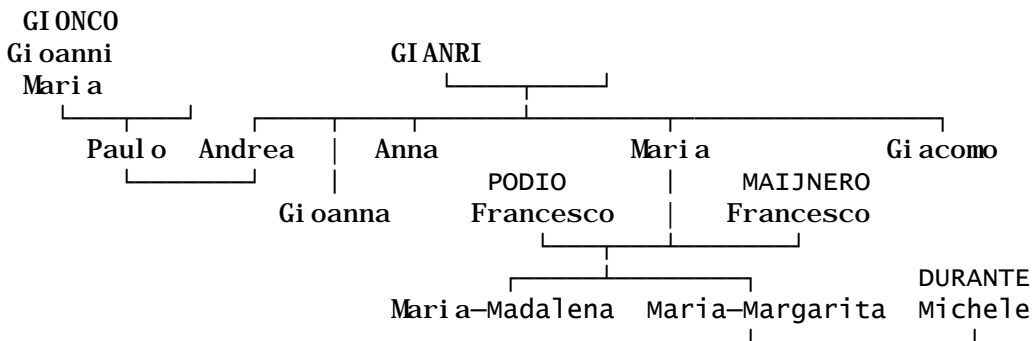 GIONCO
Gioanni GIANRI
Maria
Paulo Andrea Anna Maria Giacomo
PODIO MAIJNERO
Gioanna Francesco Francesco
DURANTE
Maria—Madalena Maria—Margarita Michele